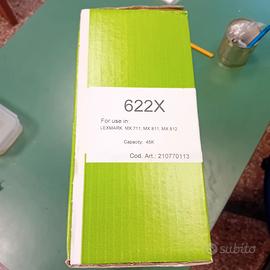 622X
For use in:
LEXMARK, MX 711, MX 811, MX 812
Capacity: 45K
Cod. Art.: 210770113
subito